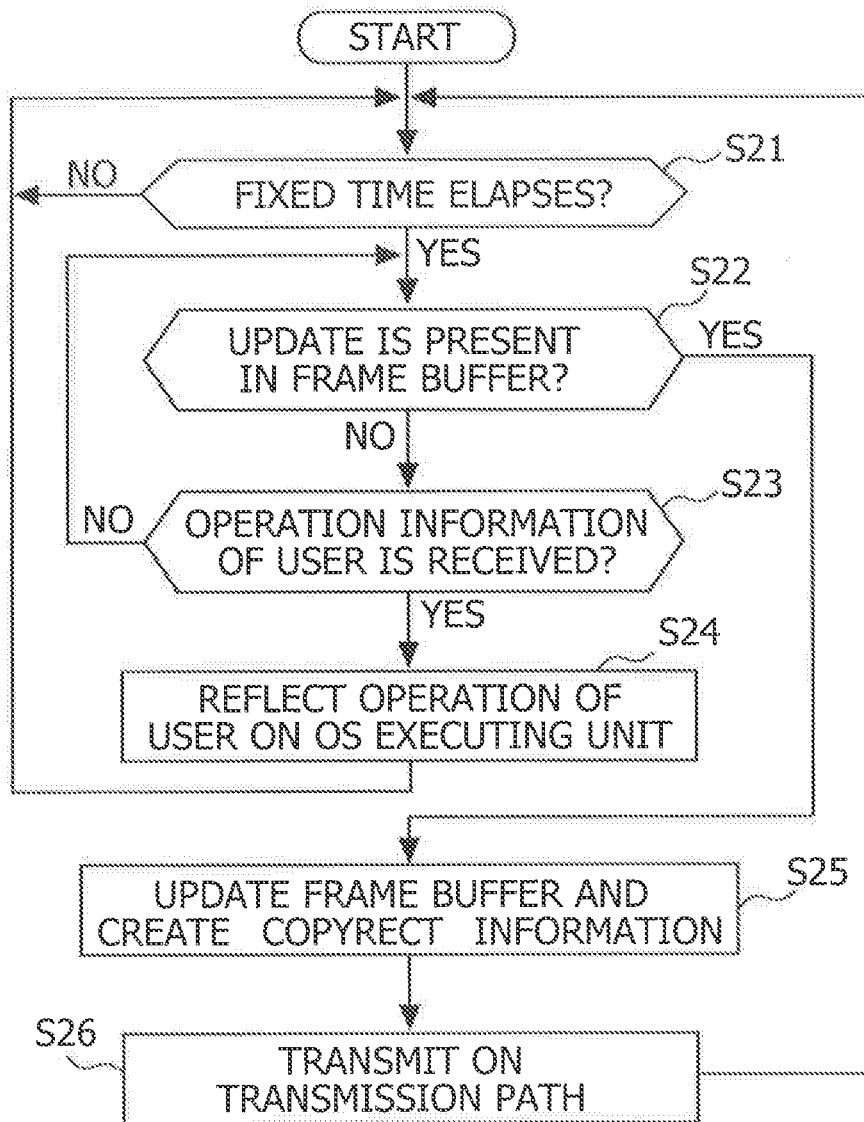 START
S21
NO
FIXED TIME ELAPSES?
YES
S22
UPDATE IS PRESENT
IN FRAME BUFFER?
YES
NO
S23
NO
OPERATION INFORMATION
OF USER IS RECEIVED?
YES
S24
REFLECT OPERATION OF
USER ON OS EXECUTING UNIT
S25
UPDATE FRAME BUFFER AND
CREATE COPYRECT INFORMATION
S26
TRANSMIT ON
TRANSMISSION PATH